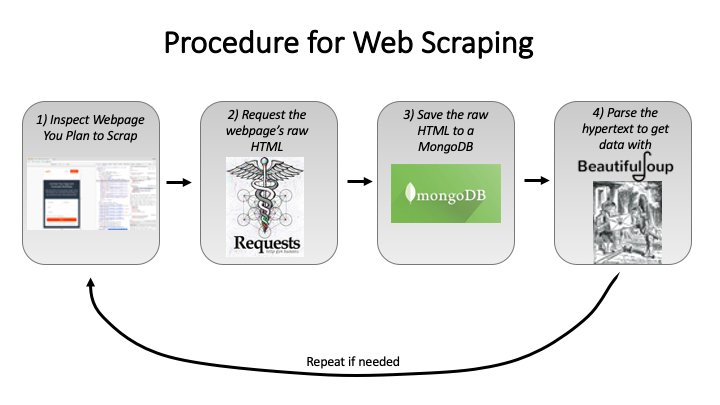 Procedure for Web Scraping
1) Inspect Webpage
You Plan to Scrap
2) Request the
webpage's raw
HTML
Requests
http for humans
3) Save the raw
HTML to a
MongoDB
mongoDB
4) Parse the
hypertext to get
data with
BeautifulSoup
Repeat if needed